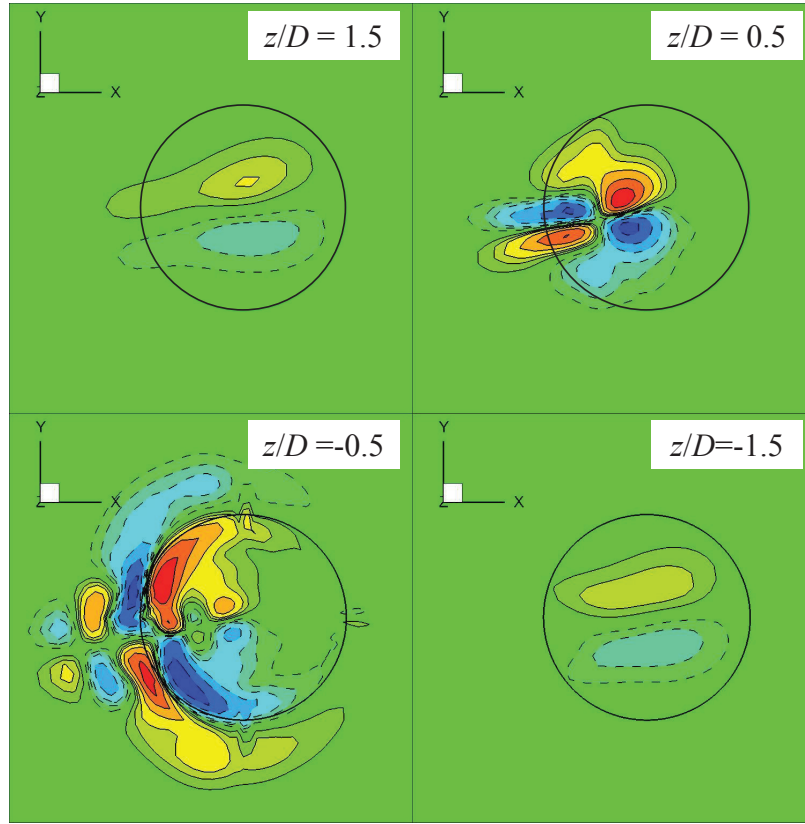 z/D = 1.5
Y
Z X
z/D = 0.5
Y
Z X
z/D =-0.5
Y
Z X
z/D=-1.5
Y
Z X